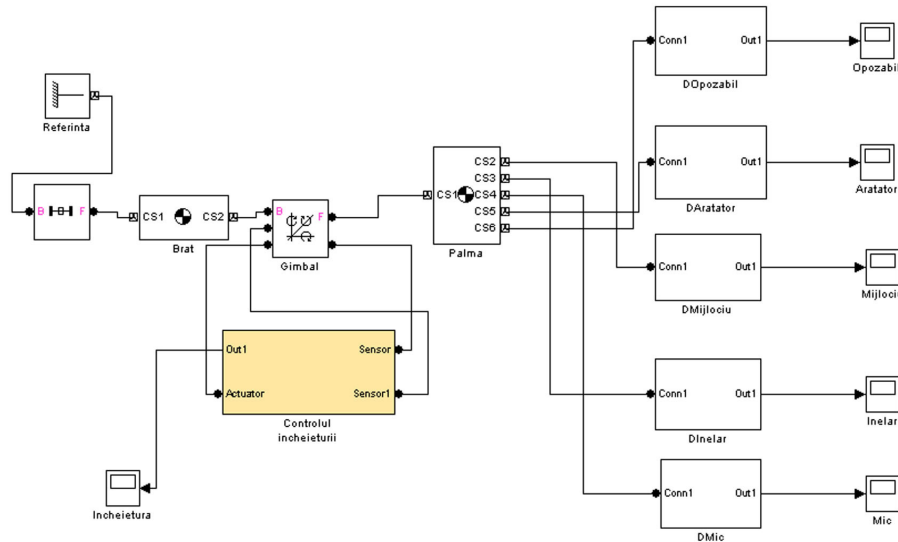 Referinta
B
F
CS1
CS2
Brat
B
F
Gimbal
Out1
Sensor
Actuator
Sensor1
Controlul
incheieturii
Incheietura
CS1
CS2
CS3
CS4
CS5
CS6
Palma
Conn1
Out1
DOpozabil
Opozabil
Conn1
Out1
DAratator
Aratator
Conn1
Out1
DMijlociu
Mijlociu
Conn1
Out1
DInelar
Inelar
Conn1
Out1
DMic
Mic